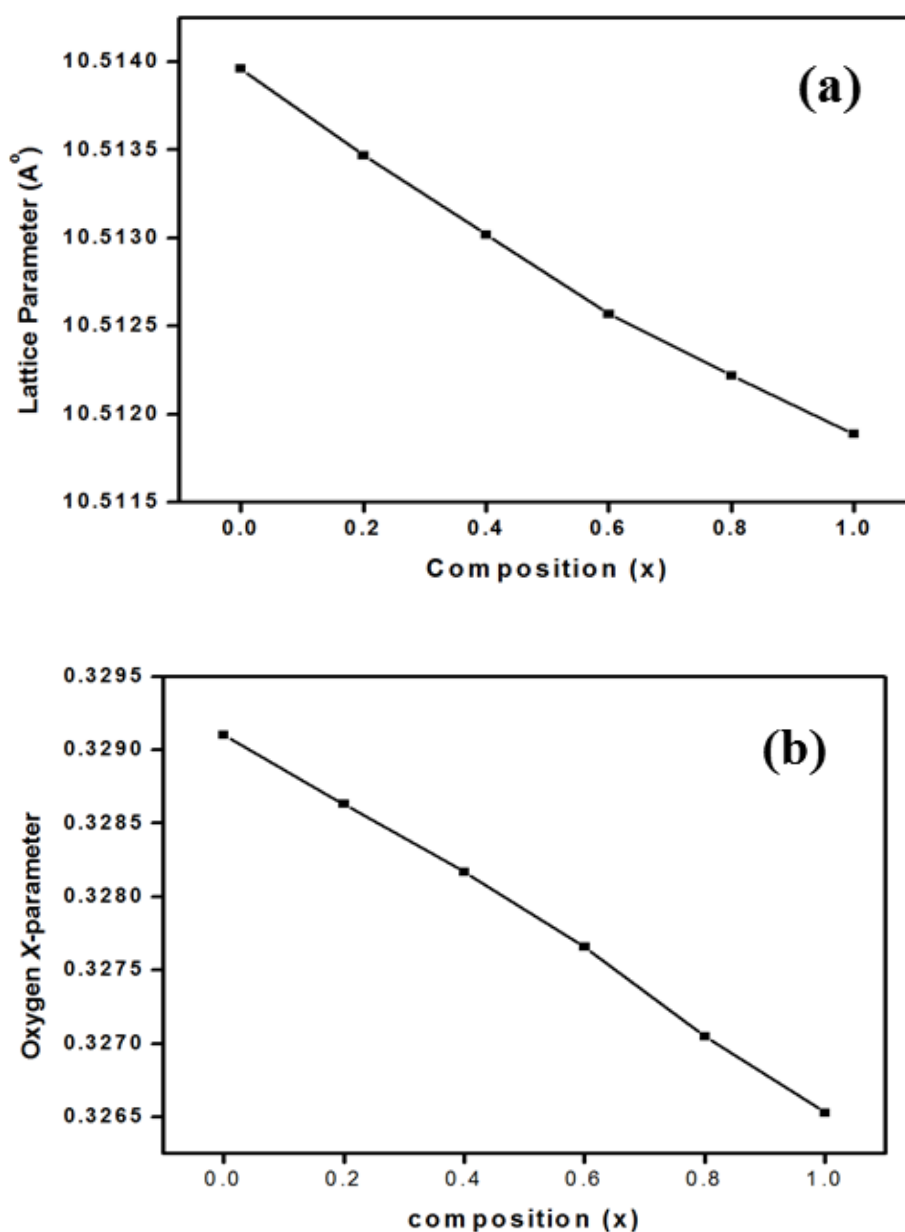 (a)
Lattice Parameter (A°)
10.5140
10.5135
10.5130
10.5125
10.5120
10.5115
0.0 0.2 0.4 0.6 0.8 1.0
Composition (x)
(b)
Oxygen X-parameter
0.3295
0.3290
0.3285
0.3280
0.3275
0.3270
0.3265
0.0 0.2 0.4 0.6 0.8 1.0
composition (x)